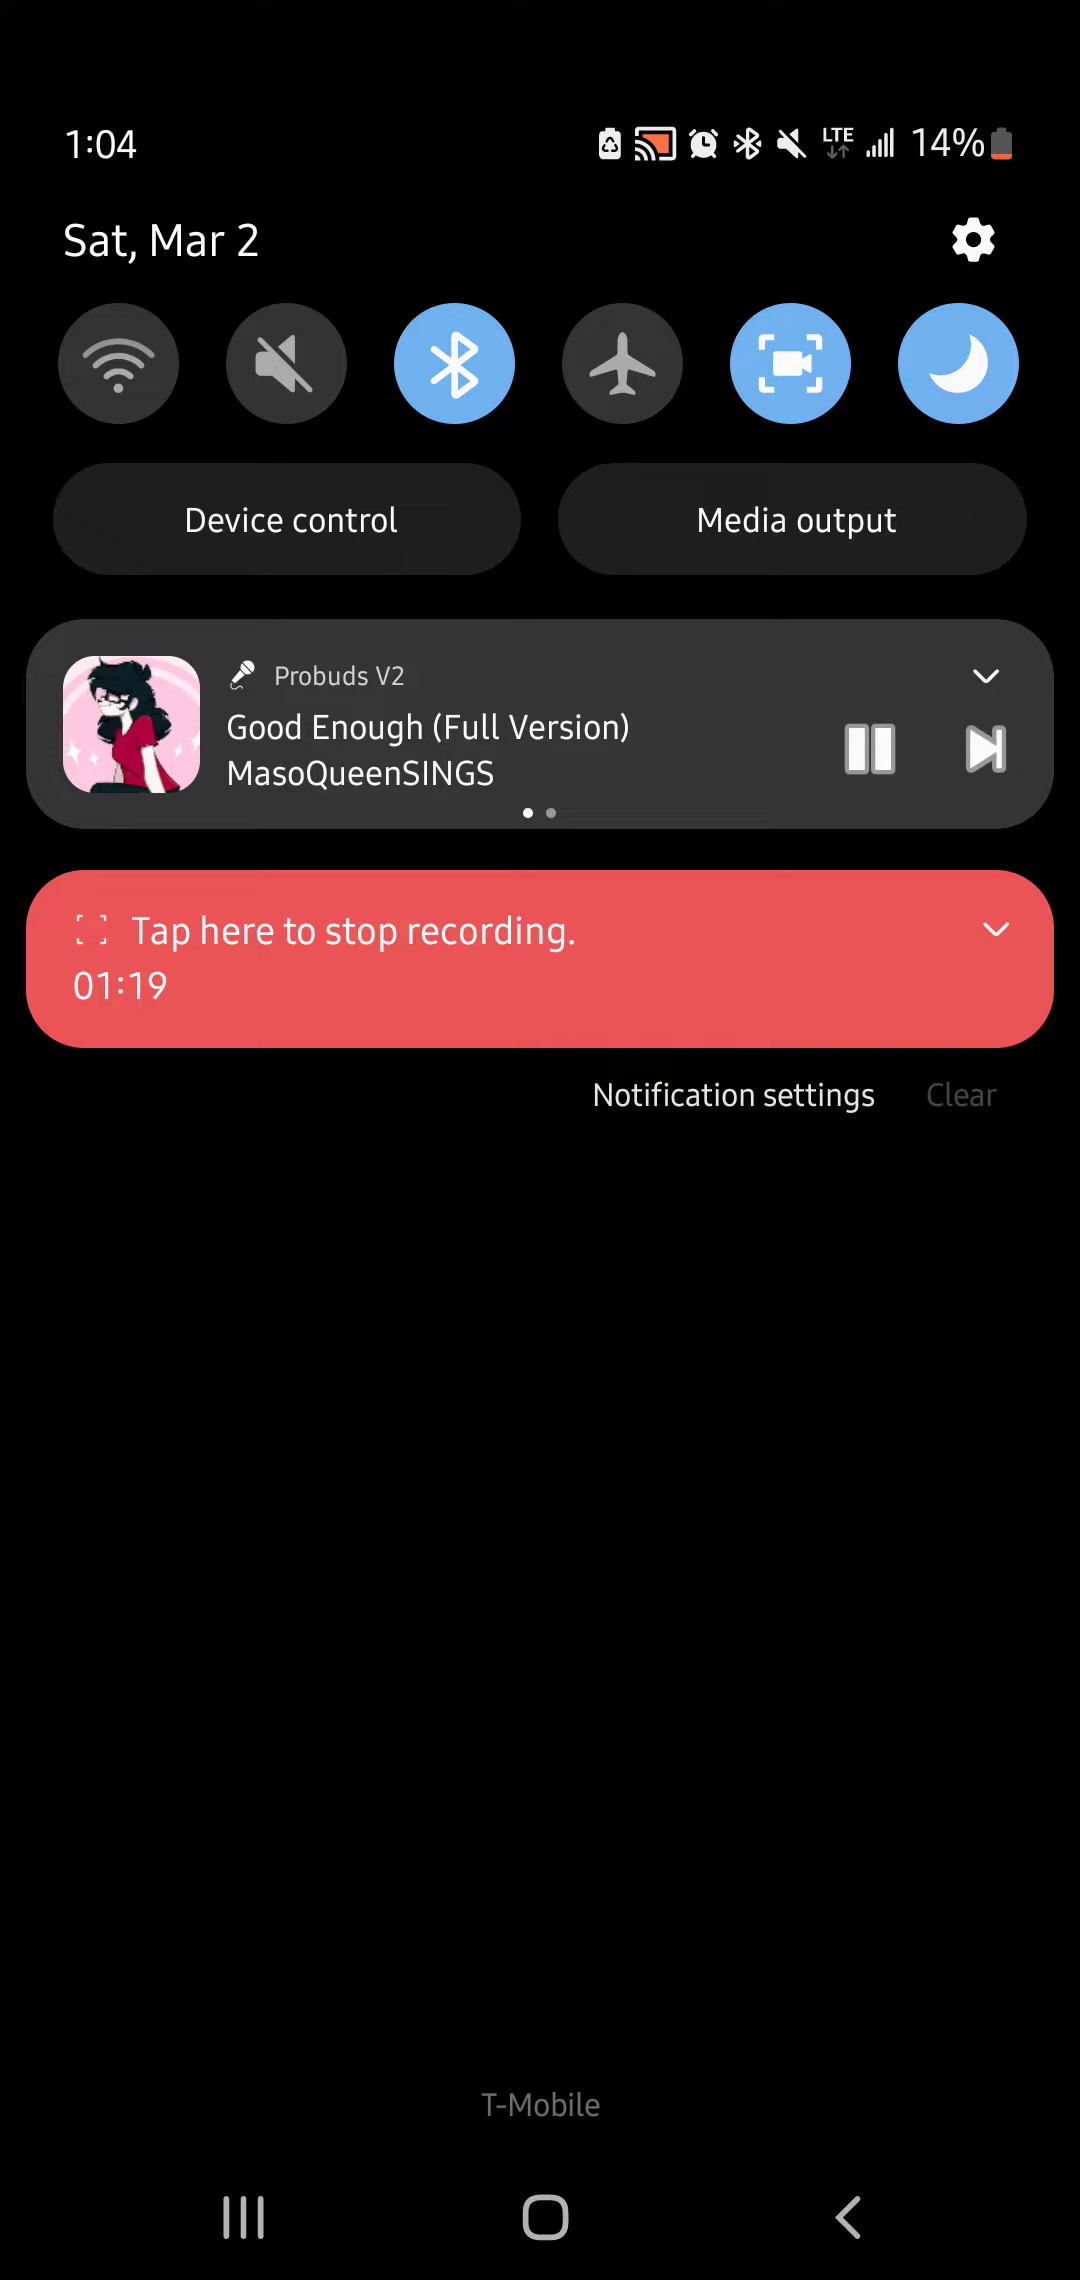 1:04 LTE 14%
Sat, Mar 2
Device control Media output
Probuds V2
Good Enough (Full Version)
MasoQueenSINGS
Tap here to stop recording.
01:19
Notification settings Clear
T-Mobile